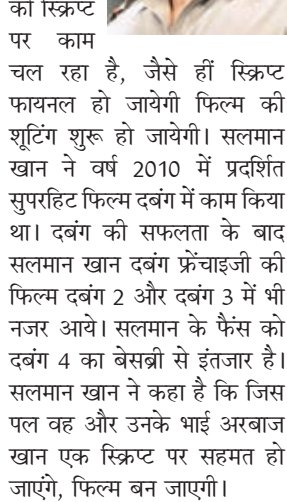 की स्क्रिप्ट
पर काम
चल रहा है, जैसे हीं स्क्रिप्ट
फायनल हो जायेगी फिल्म की
शूटिंग शुरू हो जायेगी। सलमान
खान ने वर्ष 2010 में प्रदर्शित
सुपरहिट फिल्म दबंग में काम किया
था। दबंग की सफलता के बाद
सलमान खान दबंग फ्रेंचाइजी की
फिल्म दबंग 2 और दबंग 3 में भी
नजर आये। सलमान के फैंस को
दबंग 4 का बेसब्री से इंतजार है।
सलमान खान ने कहा है कि जिस
पल वह और उनके भाई अरबाज
खान एक स्क्रिप्ट पर सहमत हो
जाएंगे, फिल्म बन जाएगी।